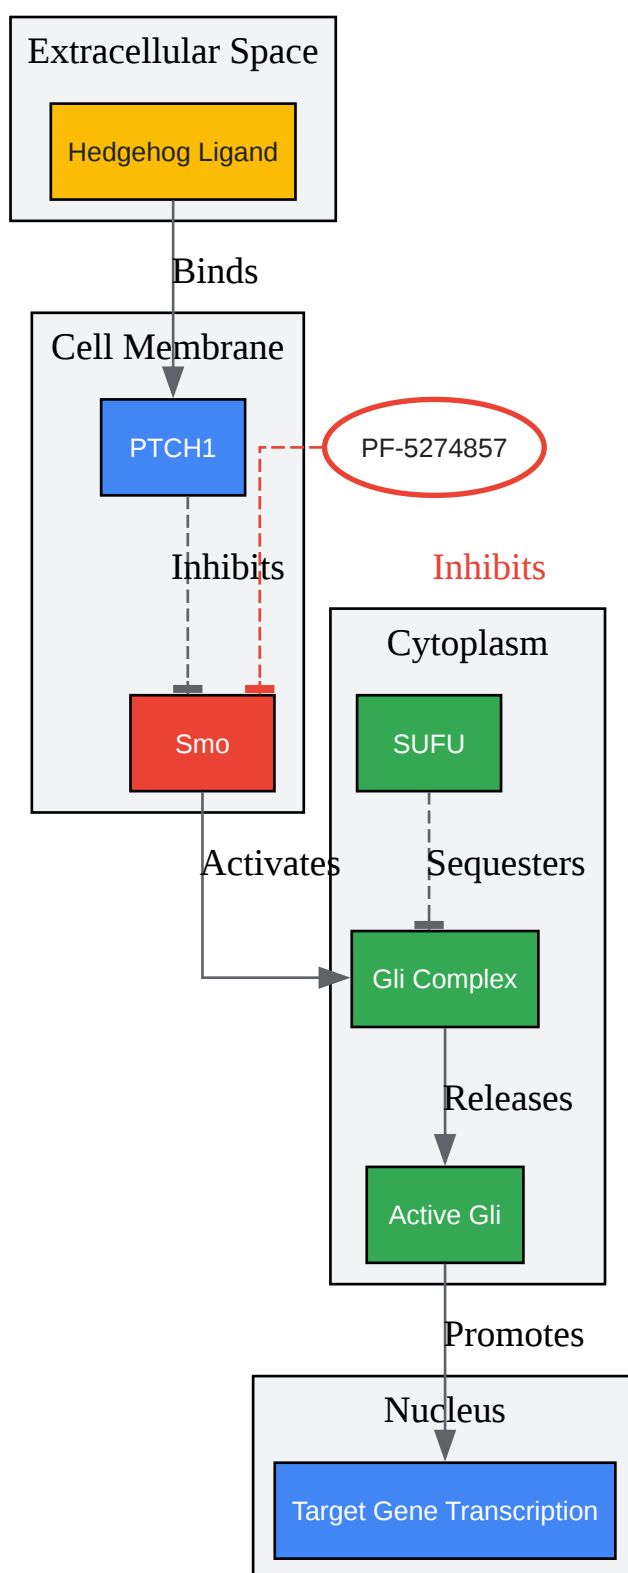 Extracellular Space
Hedgehog Ligand
Binds
Cell Membrane
PTCH1
PF-5274857
Inhibits
Inhibits
Cytoplasm
Smo
SUFU
Activates
Sequesters
Gli Complex
Releases
Active Gli
Promotes
Nucleus
Target Gene Transcription